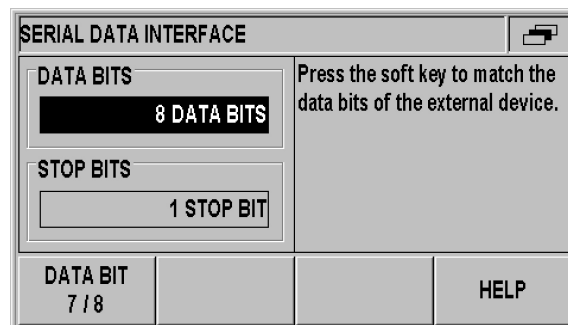 SERIAL DATA INTERFACE
DATA BITS
8 DATA BITS
STOP BITS
1 STOP BIT
Press the soft key to match the
data bits of the external device.
DATA BIT
7 / 8
HELP